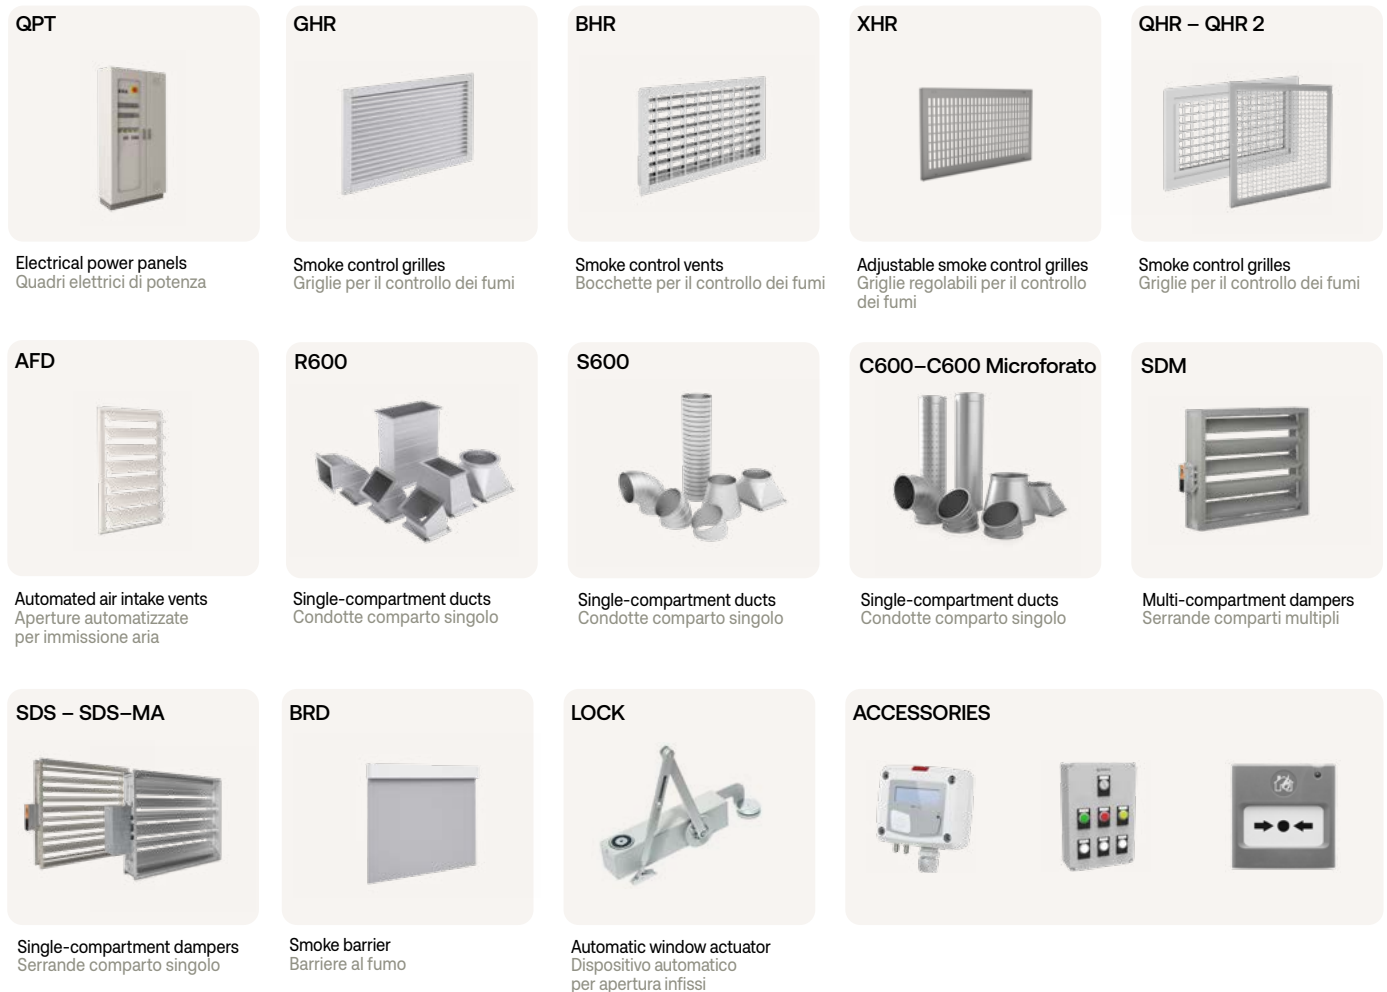 QPT
Electrical power panels
Quadri elettrici di potenza
GHR
Smoke control grilles
Griglie per il controllo dei fumi
BHR
Smoke control vents
Bocchette per il controllo dei fumi
XHR
Adjustable smoke control grilles
Griglie regolabili per il controllo
dei fumi
QHR – QHR 2
Smoke control grilles
Griglie per il controllo dei fumi
AFD
Automated air intake vents
Aperture automatizzate
per immissione aria
R600
Single-compartment ducts
Condotte comparto singolo
S600
Single-compartment ducts
Condotte comparto singolo
C600–C600 Microforato
Single-compartment ducts
Condotte comparto singolo
SDM
Multi-compartment dampers
Serrande comparti multipli
SDS – SDS–MA
Single-compartment dampers
Serrande comparto singolo
BRD
Smoke barrier
Barriere al fumo
LOCK
Automatic window actuator
Dispositivo automatico
per apertura infissi
ACCESSORIES